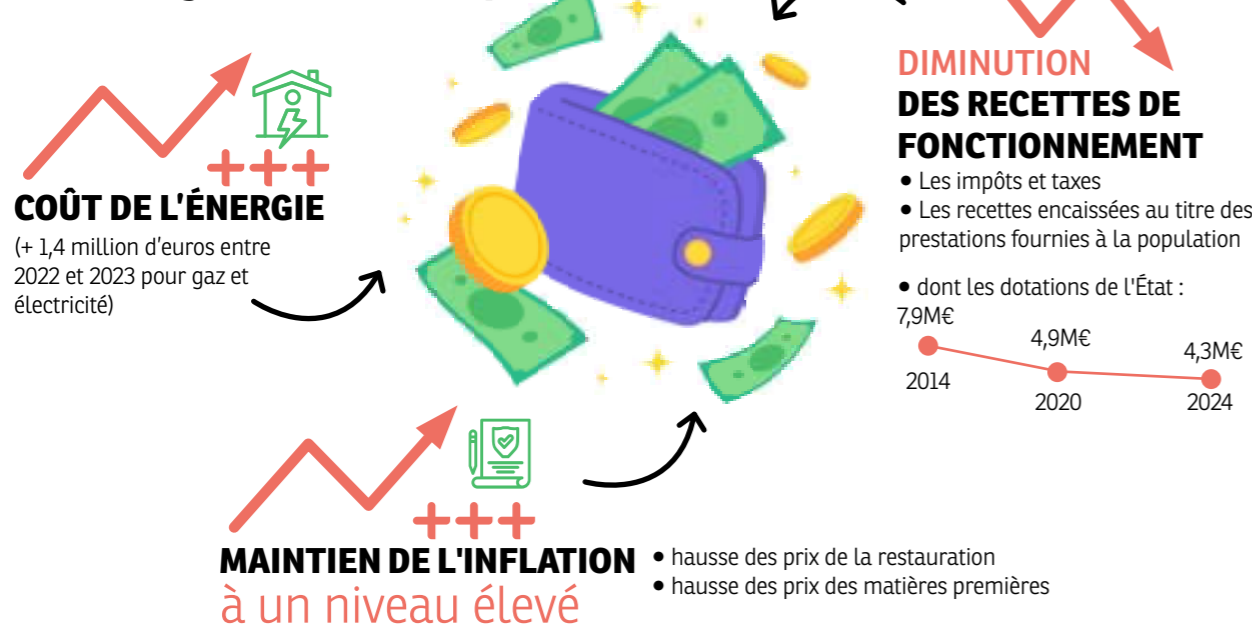 COÛT DE L'ÉNERGIE
(+ 1,4 million d'euros entre
2022 et 2023 pour gaz et
électricité)
DIMINUTION
DES RECETTES DE
FONCTIONNEMENT
• Les impôts et taxes
• Les recettes encaissées au titre des
prestations fournies à la population
• dont les dotations de l'État :
7,9M€
4,9M€
4,3M€
2014
2020
2024
MAINTIEN DE L'INFLATION
à un niveau élevé
• hausse des prix de la restauration
• hausse des prix des matières premières